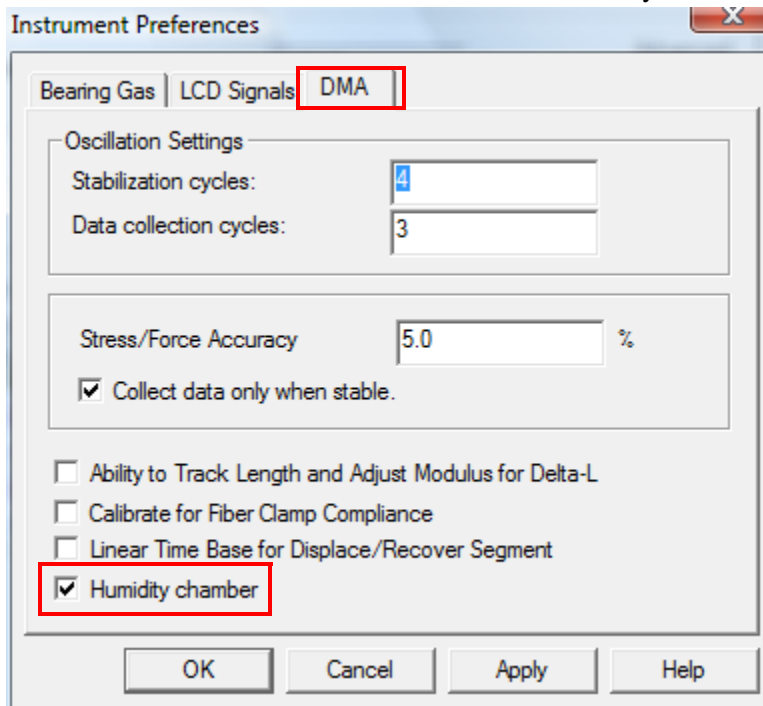 Instrument Preferences
Bearing Gas LCD Signals DMA
Oscillation Settings
Stabilization cycles: 4
Data collection cycles: 3
Stress/Force Accuracy 5.0 %
Collect data only when stable.
Ability to Track Length and Adjust Modulus for Delta-L
Calibrate for Fiber Clamp Compliance
Linear Time Base for Displace/Recover Segment
Humidity chamber
OK Cancel Apply Help